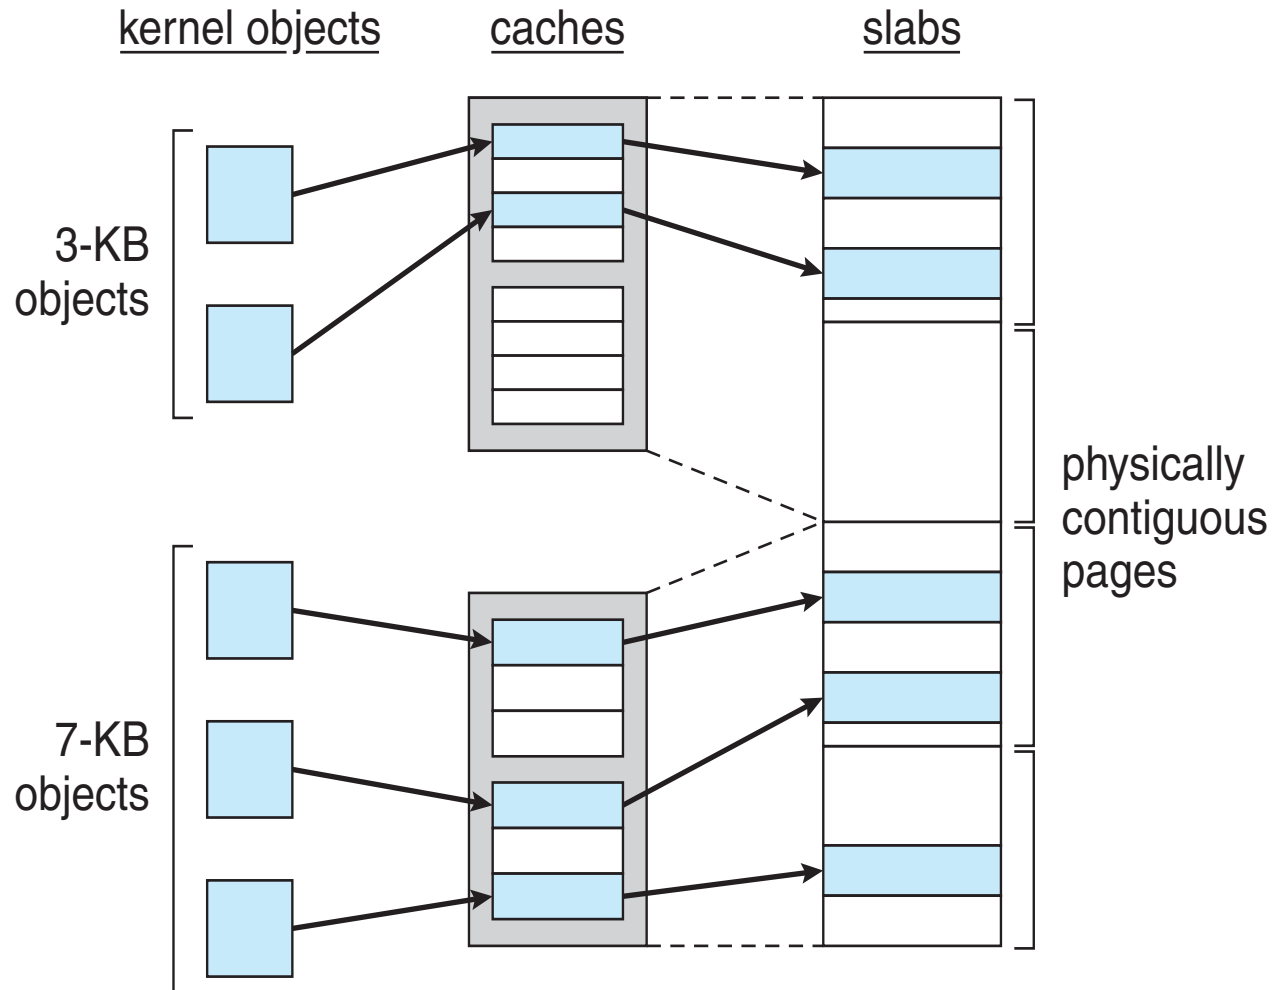 kernel objects
caches
slabs
3-KB
objects
physically
contiguous
pages
7-KB
objects